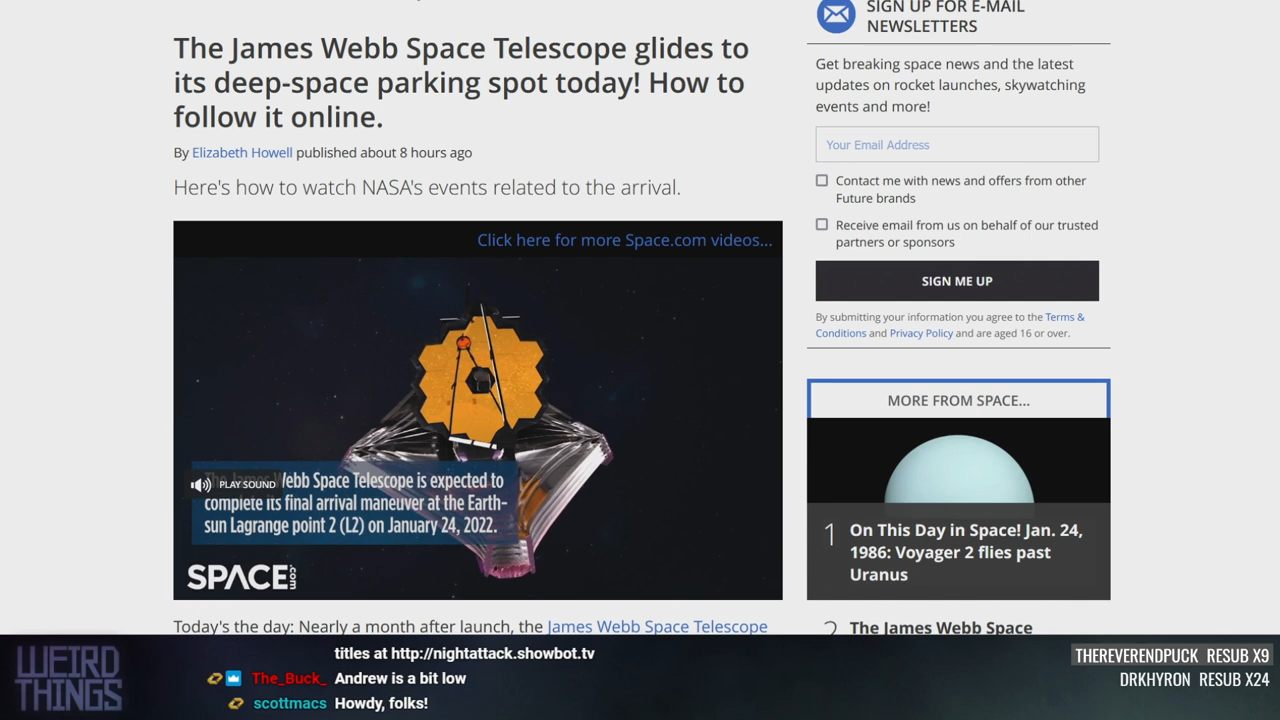 The James Webb Space Telescope glides to
its deep-space parking spot today! How to
follow it online.
By Elizabeth Howell published about 8 hours ago
Here's how to watch NASA's events related to the arrival.
Click here for more Space.com videos...
Webb Space Telescope is expected to
PLAY SOUND
complete its final arrival maneuver at the Earth-
sun Lagrange point 2 (L2) on January 24, 2022.
SPACE.com
Today's the day: Nearly a month after launch, the James Webb Space Telescope
SIGN UP FOR E-MAIL
NEWSLETTERS
Get breaking space news and the latest
updates on rocket launches, skywatching
events and more!
Your Email Address
Contact me with news and offers from other
Future brands
Receive email from us on behalf of our trusted
partners or sponsors
SIGN ME UP
By submitting your information you agree to the Terms &
Conditions and Privacy Policy and are aged 16 or over.
MORE FROM SPACE...
1 On This Day in Space! Jan. 24,
1986: Voyager 2 flies past
Uranus
The James Webb Space
WEIRD
THINGS
titles at http://nightattack.showbot.tv
The_Buck_ Andrew is a bit low
scottmacs Howdy, folks!
THEREVERENDPUCK RESUB X9
DRKHYRON RESUB X24